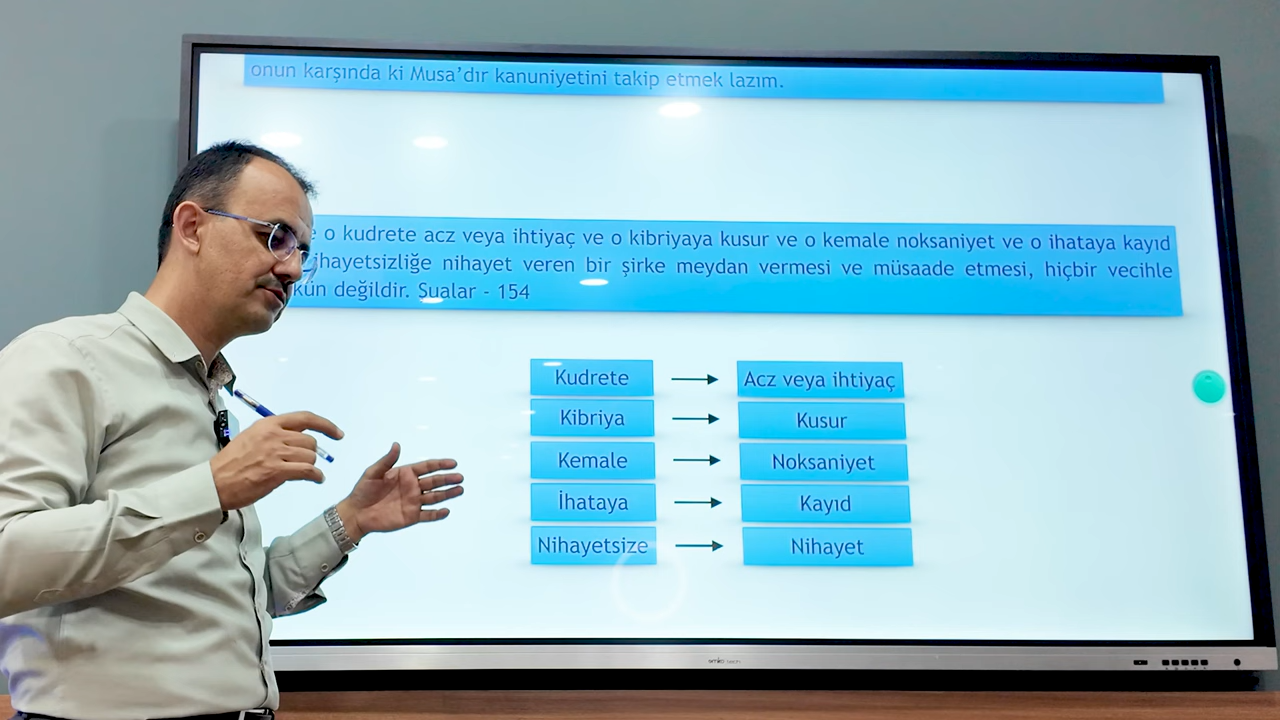 onun karşında ki Musa’dır kanuniyetini takip etmek lazım.
o kudrete acz veya ihtiyaç ve o kibriyaya kusur ve o kemale noksaniyet ve o ihataya kayıd
nihayet veren bir şirke meydan vermesi ve müsaade etmesi, hiçbir vecihle
değildir. Sualar - 154
Kudrete → Acz veya ihtiyaç
Kibriya → Kusur
Kemale → Noksaniyet
İhataya → Kayıd
Nihayetsize → Nihayet